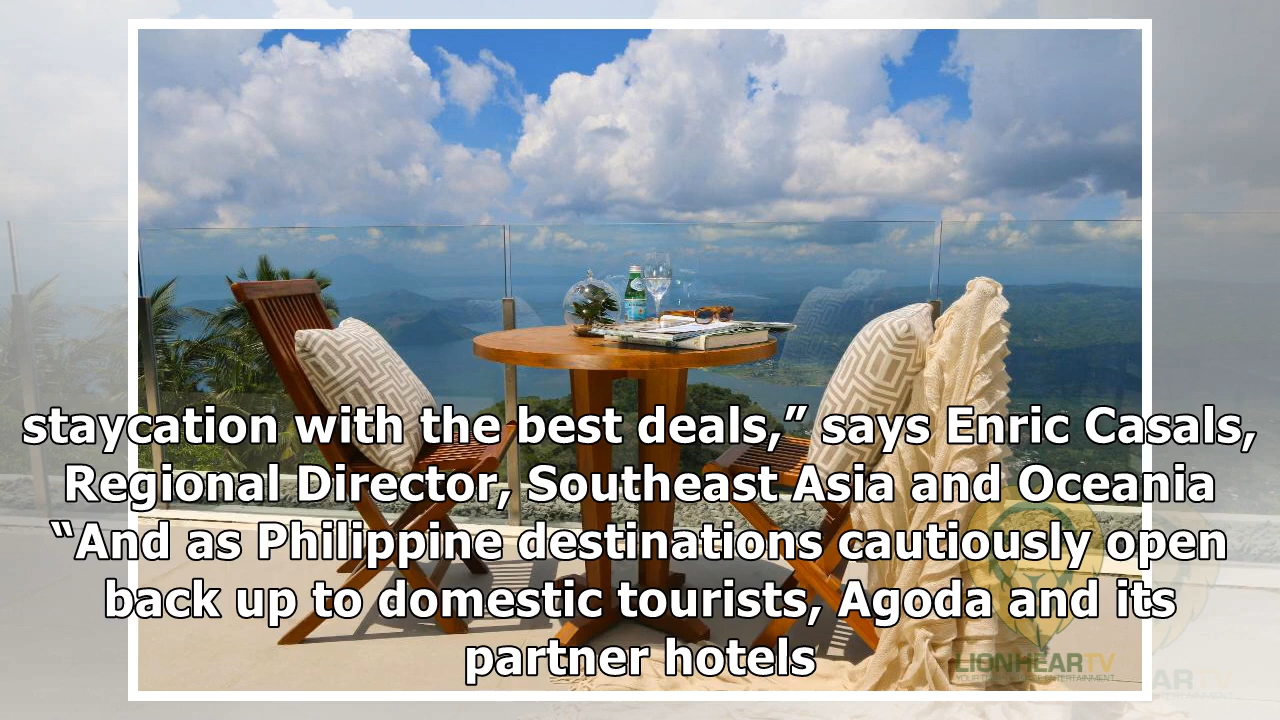 staycation with the best deals,” says Enric Casals,
Regional Director, Southeast Asia and Oceania
“And as Philippine destinations cautiously open
back up to domestic tourists, Agoda and its
partner hotels
LIONHEARTV